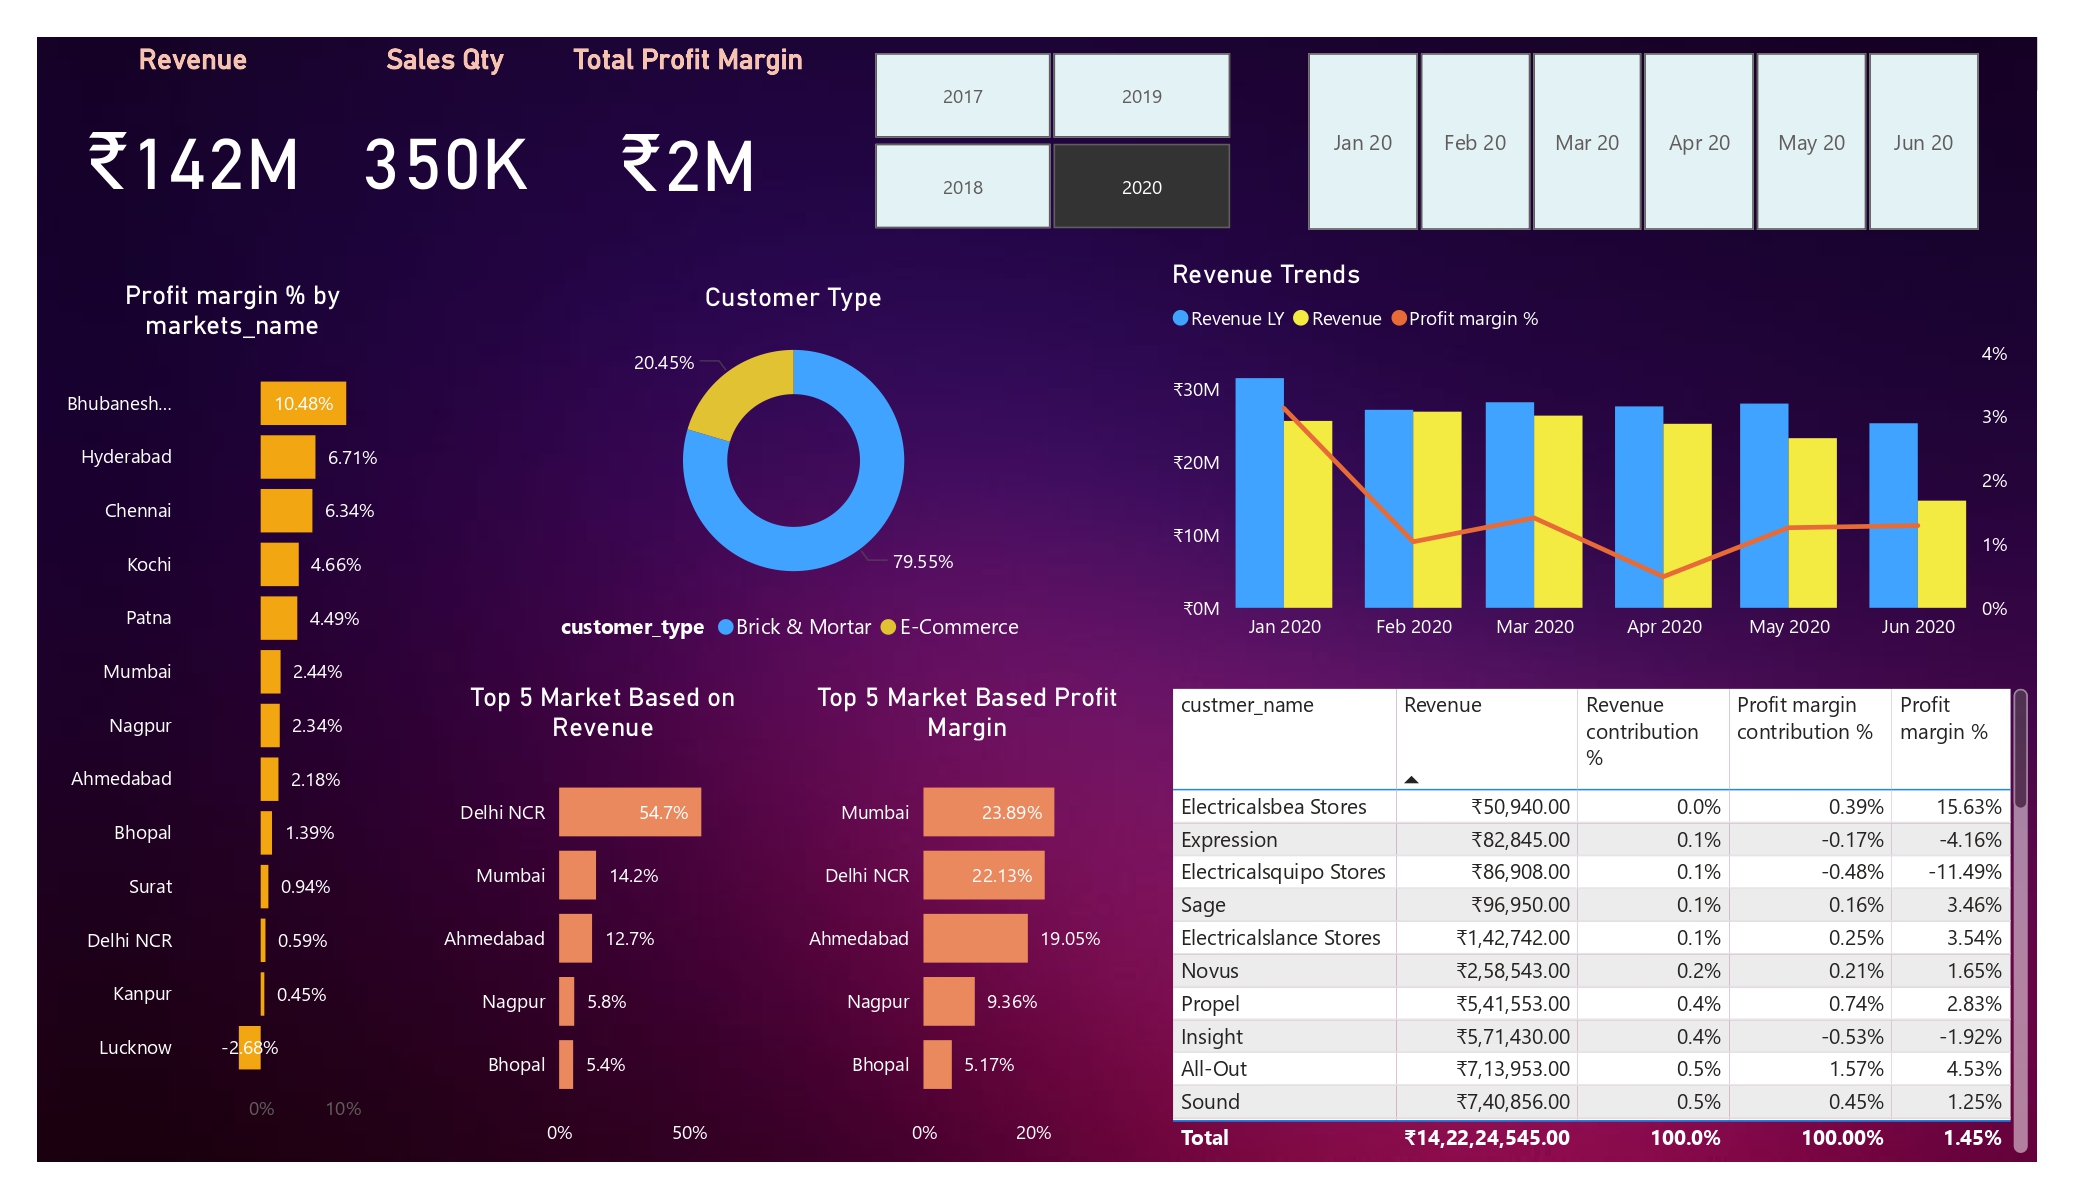 Revenue
Sales Qty
Total Profit Margin
₹142M
350K
₹2M
2017
2019
2018
2020
Jan 20
Feb 20
Mar 20
Apr 20
May 20
Jun 20
Profit margin % by
markets_name
Bhubanesh...
10.48%
Hyderabad
6.71%
Chennai
6.34%
Kochi
4.66%
Patna
4.49%
Mumbai
2.44%
Nagpur
2.34%
Ahmedabad
2.18%
Bhopal
1.39%
Surat
0.94%
Delhi NCR
0.59%
Kanpur
0.45%
Lucknow
-2.68%
0%
10%
Customer Type
20.45%
79.55%
customer_type
Brick & Mortar
E-Commerce
Revenue Trends
Revenue LY
Revenue
Profit margin %
₹30M
₹20M
₹10M
₹0M
4%
3%
2%
1%
0%
Jan 2020
Feb 2020
Mar 2020
Apr 2020
May 2020
Jun 2020
Top 5 Market Based on
Revenue
Delhi NCR
54.7%
Mumbai
14.2%
Ahmedabad
12.7%
Nagpur
5.8%
Bhopal
5.4%
0%
50%
Top 5 Market Based Profit
Margin
Mumbai
23.89%
Delhi NCR
22.13%
Ahmedabad
19.05%
Nagpur
9.36%
Bhopal
5.17%
0%
20%
custmer_name
Revenue
Revenue
contribution
%
Profit margin
contribution %
Profit
margin %
Electricalsbea Stores ₹50,940.00 0.0% 0.39% 15.63%
Expression ₹82,845.00 0.1% -0.17% -4.16%
Electricalsquipo Stores ₹86,908.00 0.1% -0.48% -11.49%
Sage ₹96,950.00 0.1% 0.16% 3.46%
Electricalslance Stores ₹1,42,742.00 0.1% 0.25% 3.54%
Novus ₹2,58,543.00 0.2% 0.21% 1.65%
Propel ₹5,41,553.00 0.4% 0.74% 2.83%
Insight ₹5,71,430.00 0.4% -0.53% -1.92%
All-Out ₹7,13,953.00 0.5% 1.57% 4.53%
Sound ₹7,40,856.00 0.5% 0.45% 1.25%
Total ₹14,22,24,545.00 100.0% 100.00% 1.45%